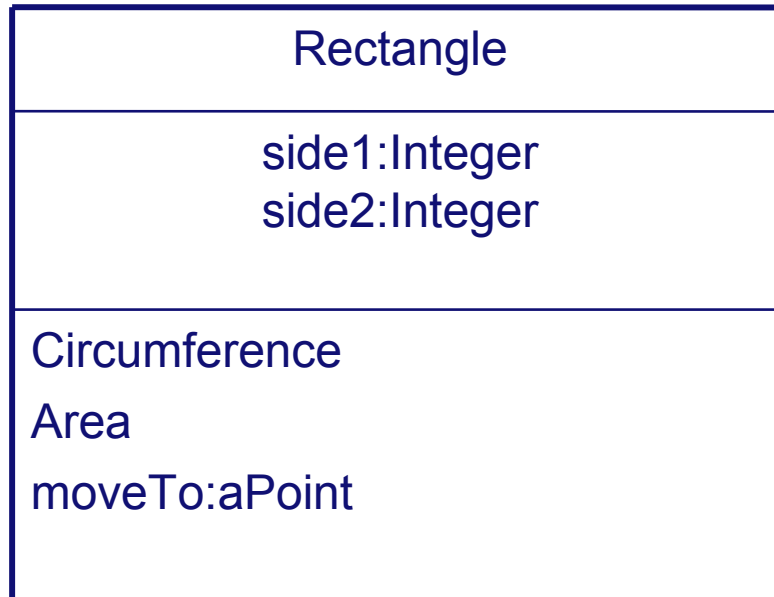 Rectangle
side1:Integer
side2:Integer
Circumference
Area
moveTo:aPoint